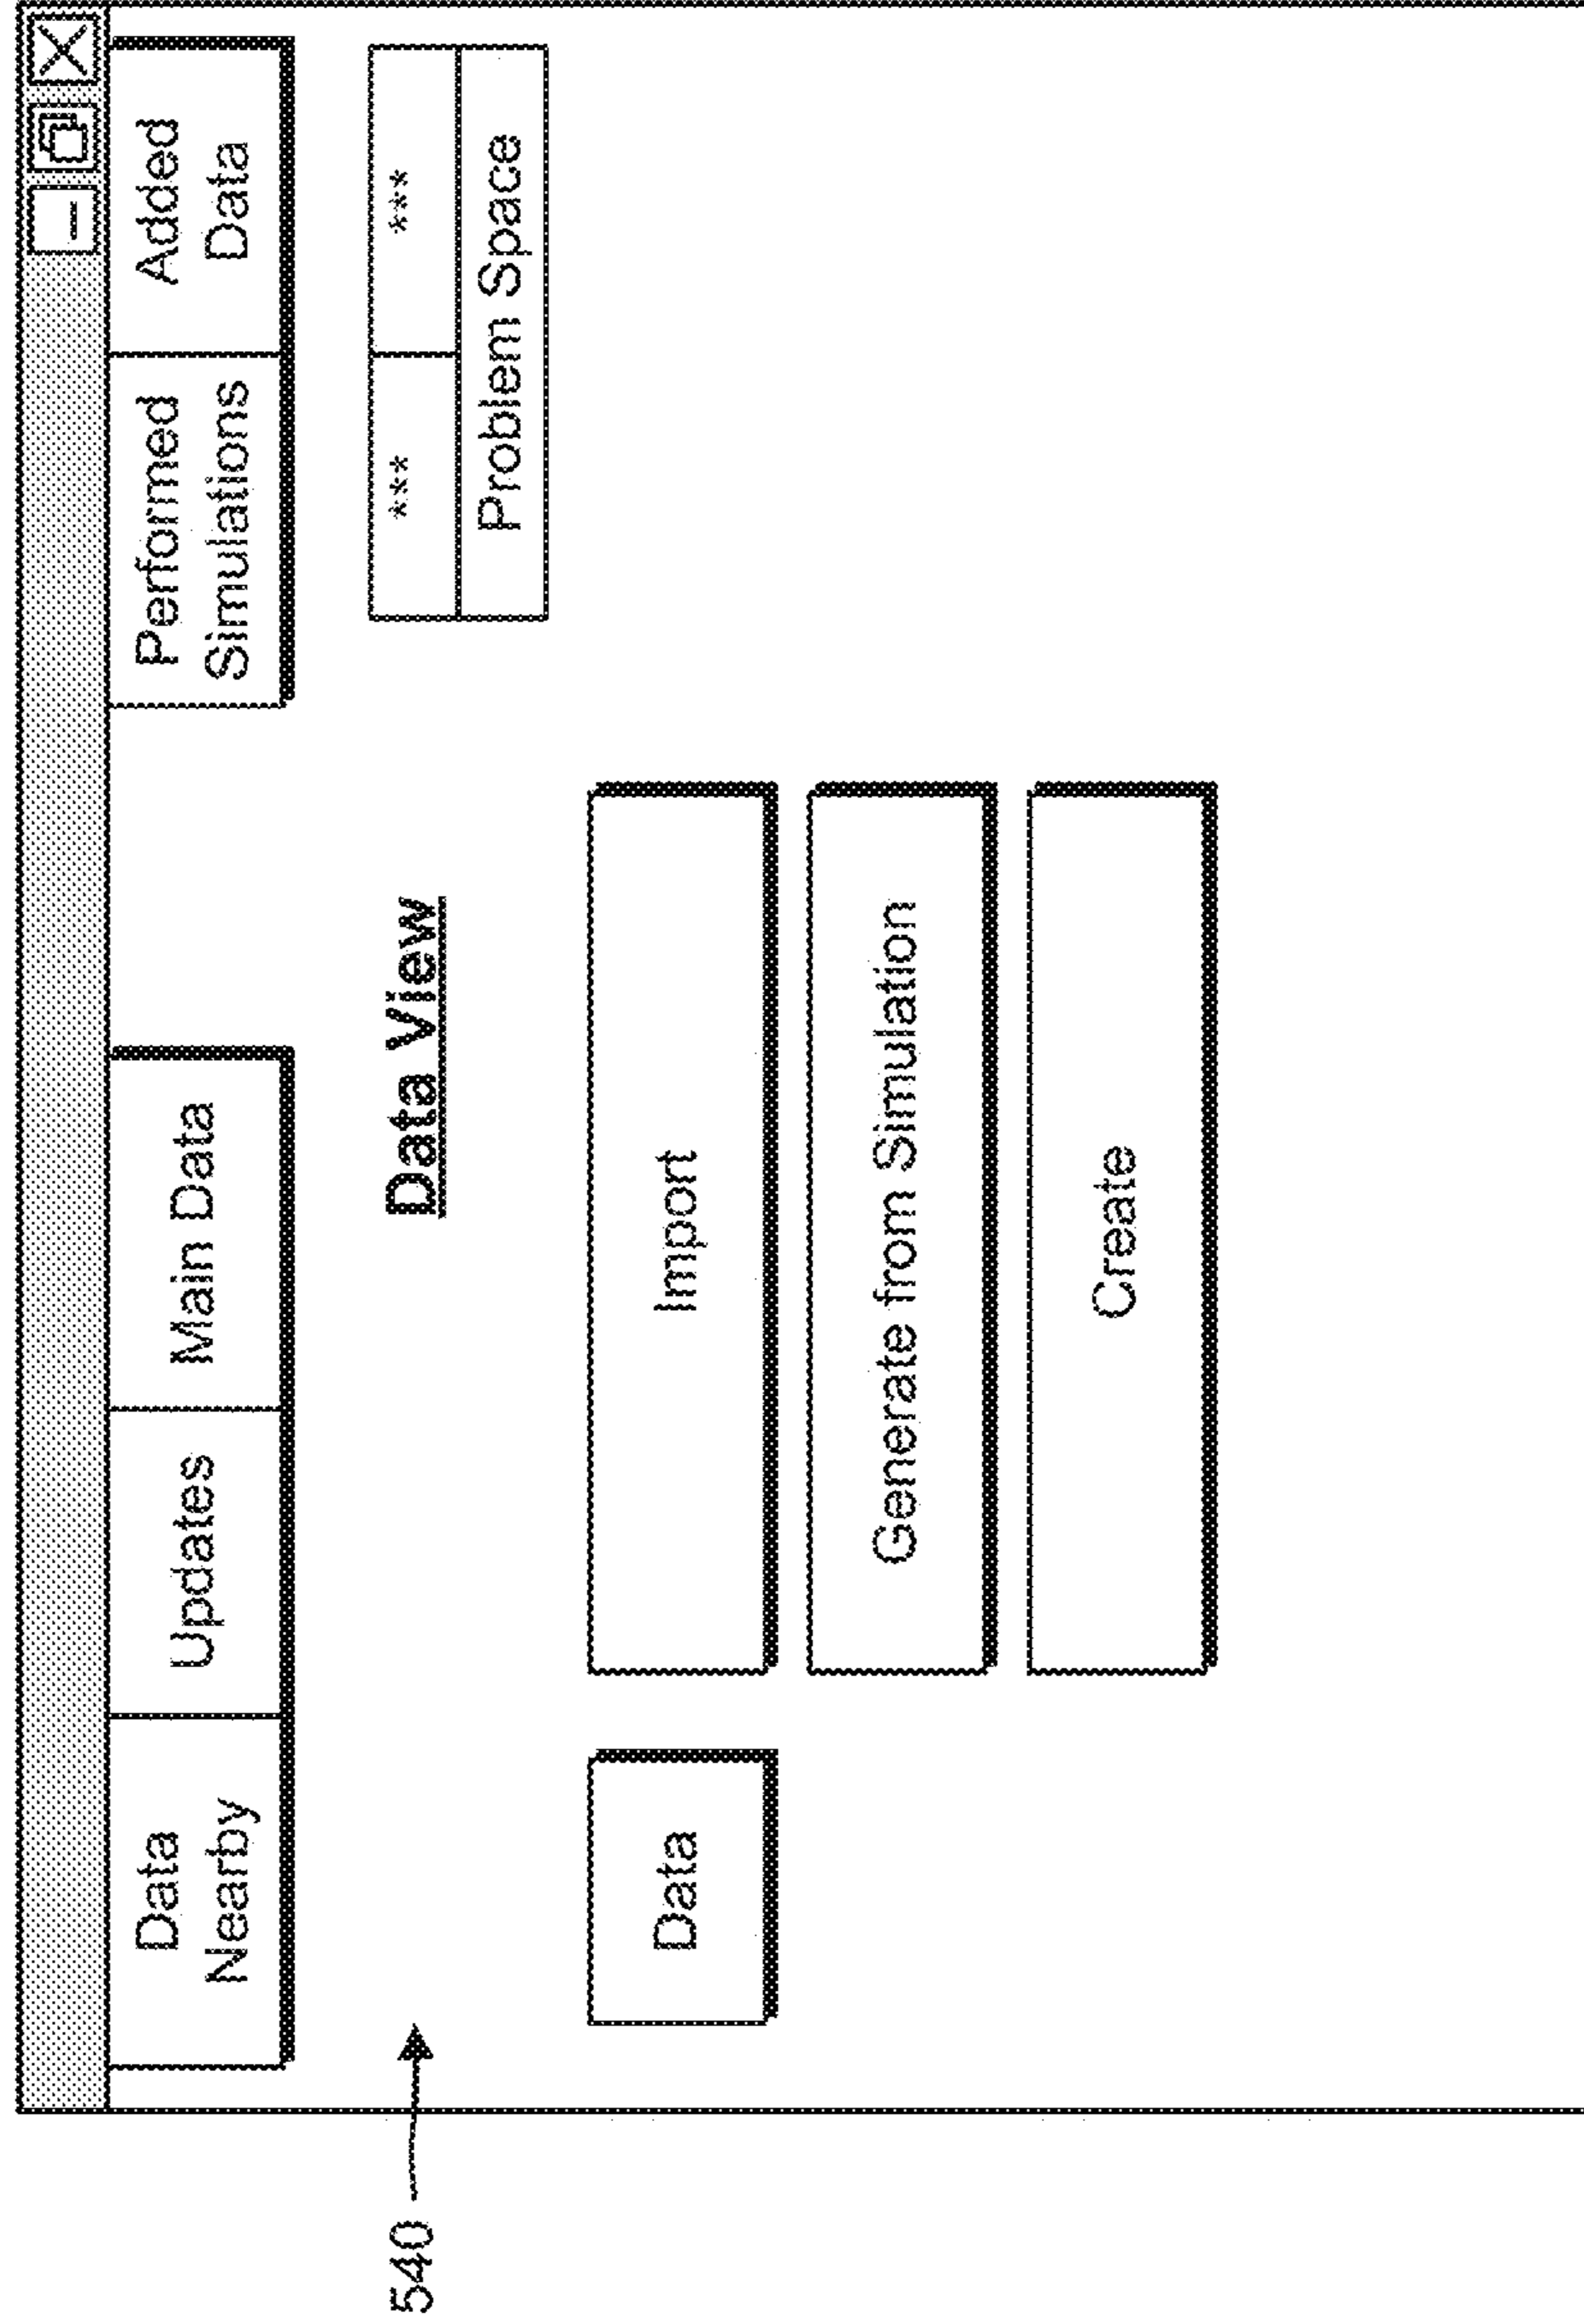 Data
Nearby
Updates
Main Data
Performed
Simulations
Added
Data
540
Data View
***
***
Problem Space
Data
Import
Generate from Simulation
Create